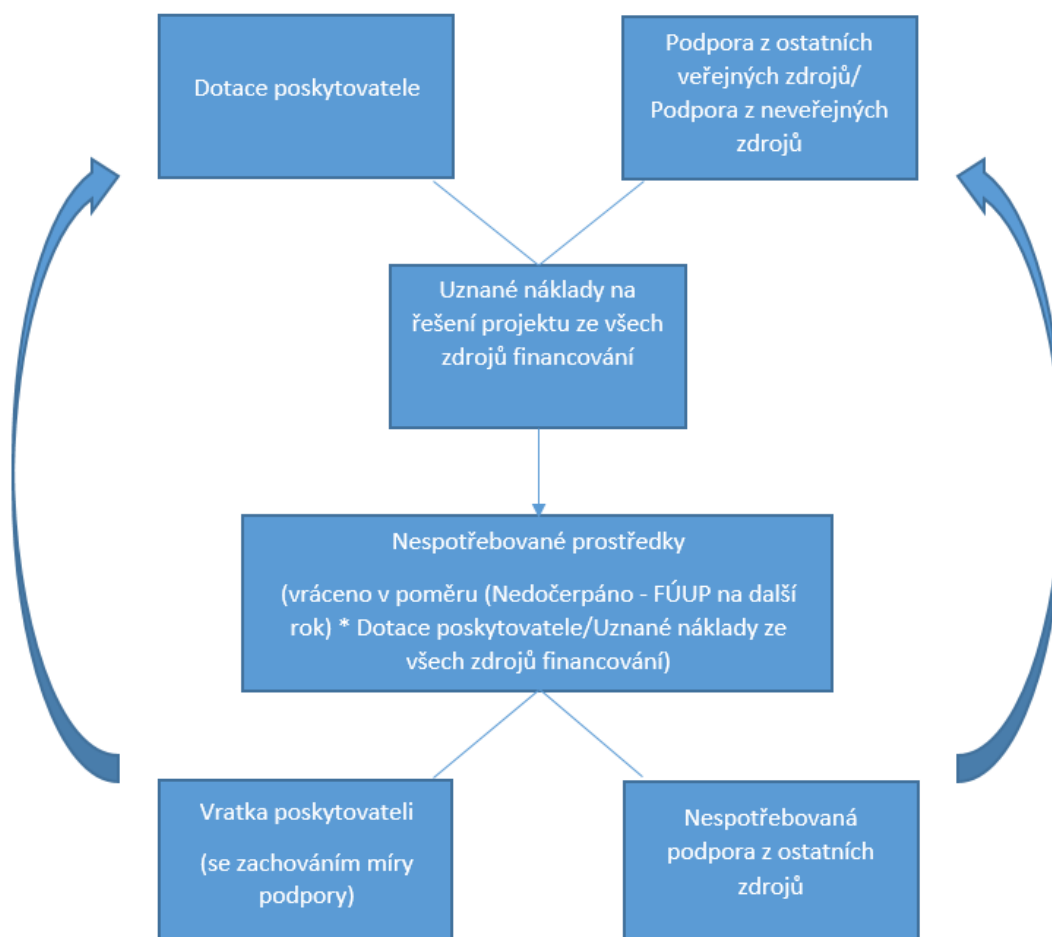 Dotace poskytovatele
Podpora z ostatních
veřejných zdrojů/
Podpora z neveřejných
zdrojů
Uznané náklady na
řešení projektu ze všech
zdrojů financování
Nespotřebované prostředky
(vráceno v poměru (Nedočerpáno - FÚUP na další
rok) * Dotace poskytovatele/Uznané náklady ze
všech zdrojů financování)
Vratka poskytovateli
(se zachováním míry
podpory)
Nespotřebovaná
podpora z ostatních
zdrojů